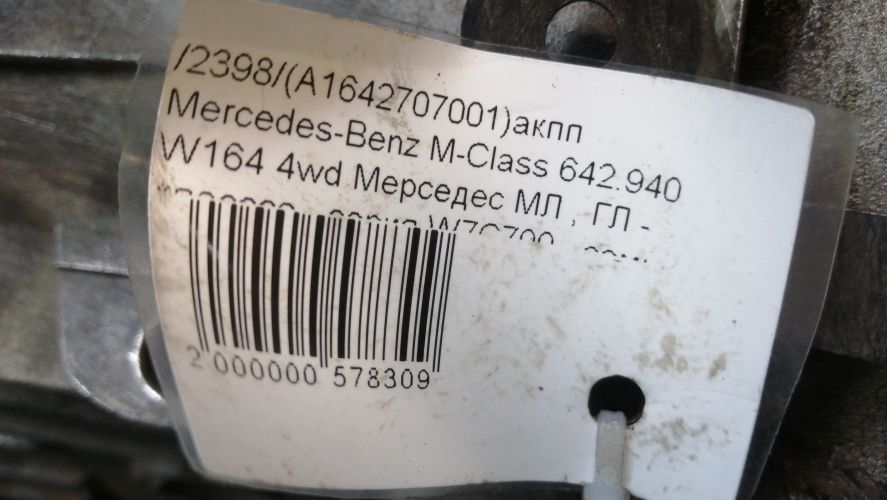 /2398/(A1642707001)акпп
Mercedes-Benz M-Class 642.940
W164 4wd Мерседес МЛ , ГЛ -
2 000000 578309